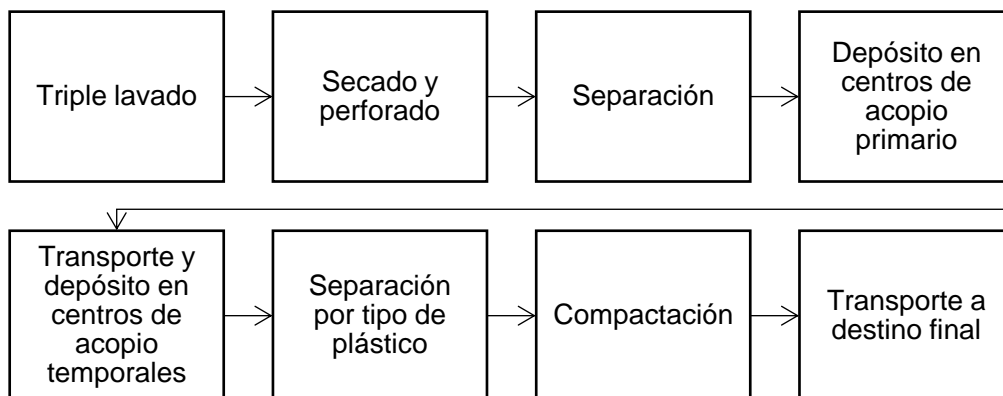 Triple lavado
Secado y
perforado
Separación
Depósito en
centros de
acopio
primario
Transporte y
depósito en
centros de
acopio
temporales
Separación
por tipo de
plástico
Compactación
Transporte a
destino final